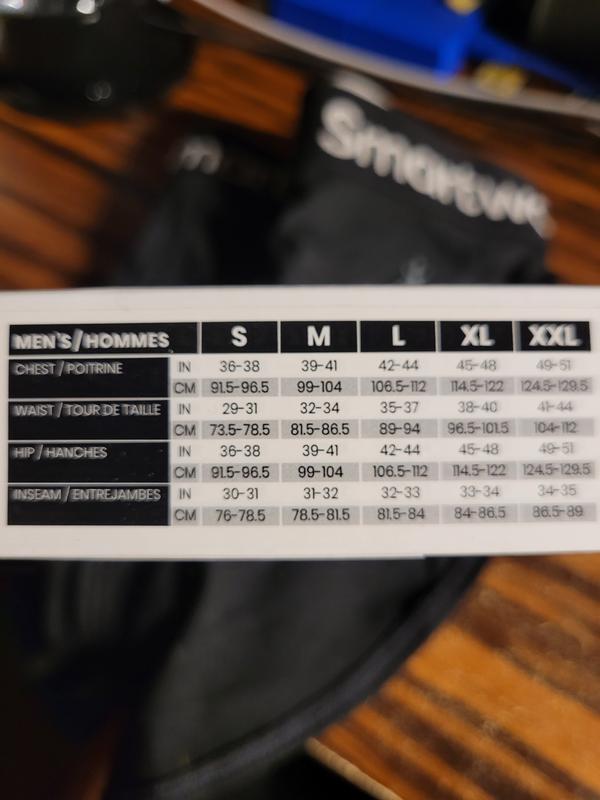 Smartw
MEN'S/HOMMES S M L XL XXL
CHEST / POITRINE IN 36-38 39-41 42-44 45-48 49-51
CM 91.5-96.5 99-104 106.5-112 114.5-122 124.5-129.5
WAIST / TOUR DE TAILLE IN 29-31 32-34 35-37 38-40 41-44
CM 73.5-78.5 81.5-86.5 89-94 96.5-101.5 104-112
HIP / HANCHES IN 36-38 39-41 42-44 45-48 49-51
CM 91.5-96.5 99-104 106.5-112 114.5-122 124.5-129.5
INSEAM / ENTREJAMBES IN 30-31 31-32 32-33 33-34 34-35
CM 76-78.5 78.5-81.5 81.5-84 84-86.5 86.5-89